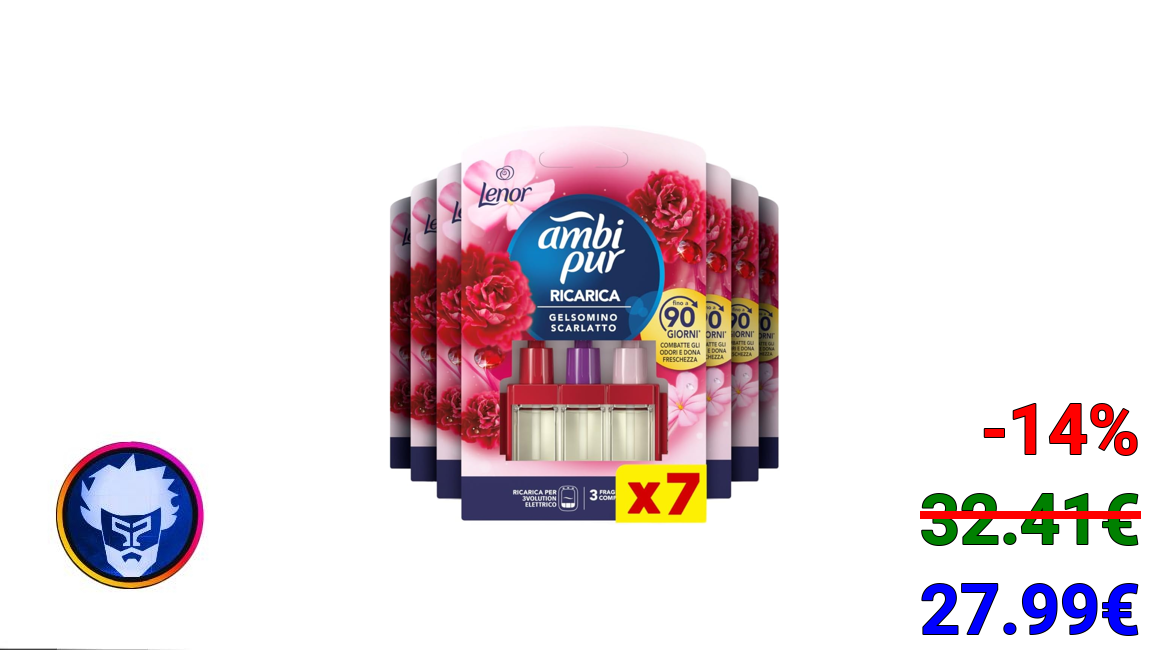 Lenor
ambi
pur
RICARICA
GELSOMINO
SCARLATTO
fino a
90
GIORNI*
COMBATTE GLI
ODORI E DONA
FRESCHEZZA
RICARICA PER
3VOLUTION
ELETTRICO
3
x7
-14%
32.41€
27.99€